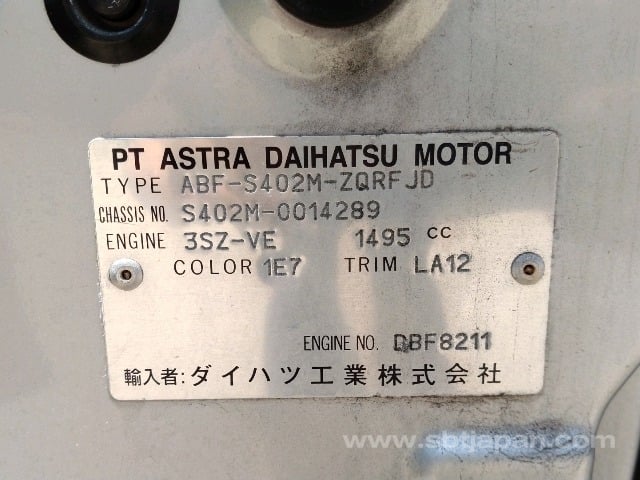 PT ASTRA DAIHATSU MOTOR
TYPE ABF-S402M-ZQRFJD
CHASSIS NO. S402M-0014289
ENGINE 3SZ-VE 1495 CC
COLOR 1E7 TRIM LA12
ENGINE NO. DBF8211
輸入者: ダイハツ工業株式会社
www.sbtjapan.com